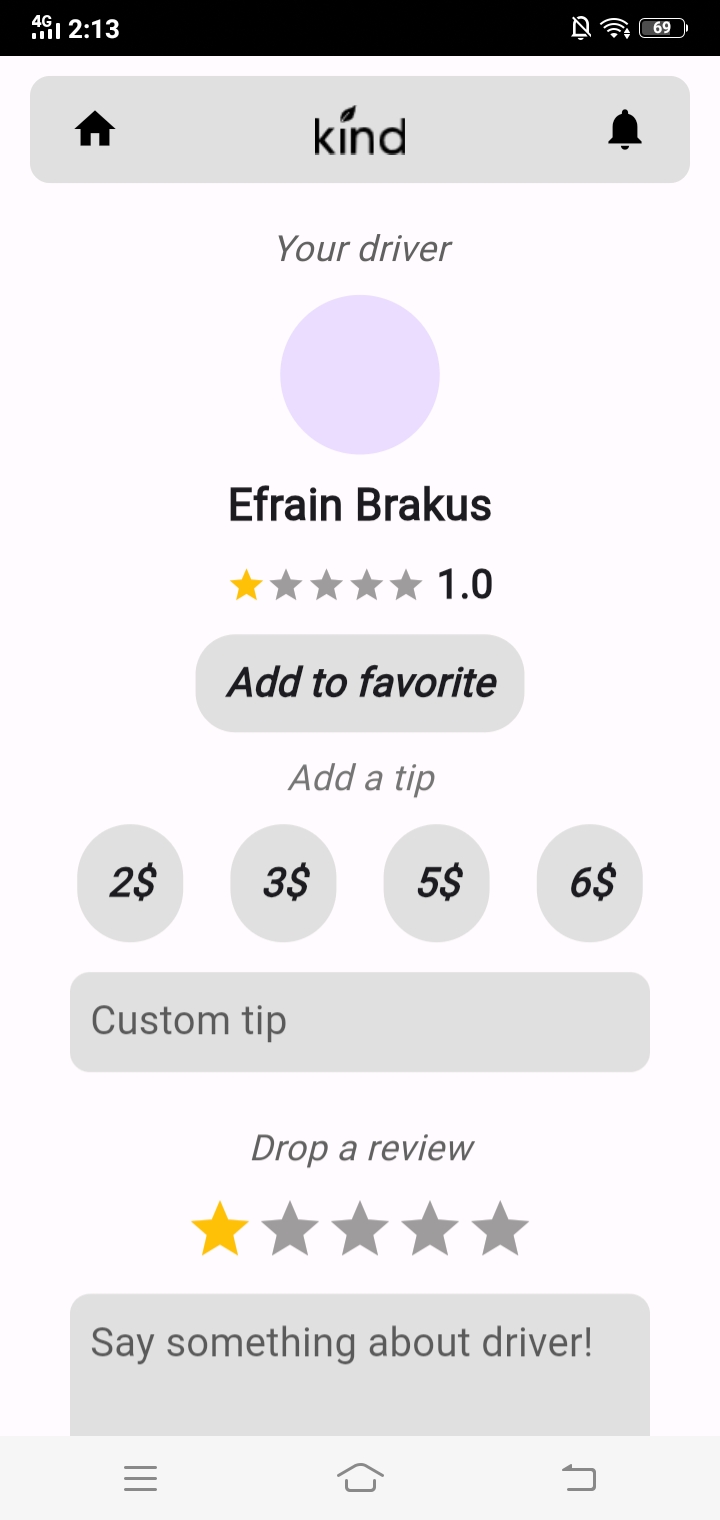 4G 2:13 69
kind
Your driver
Efrain Brakus
1.0
Add to favorite
Add a tip
2$ 3$ 5$ 6$
Custom tip
Drop a review
Say something about driver!